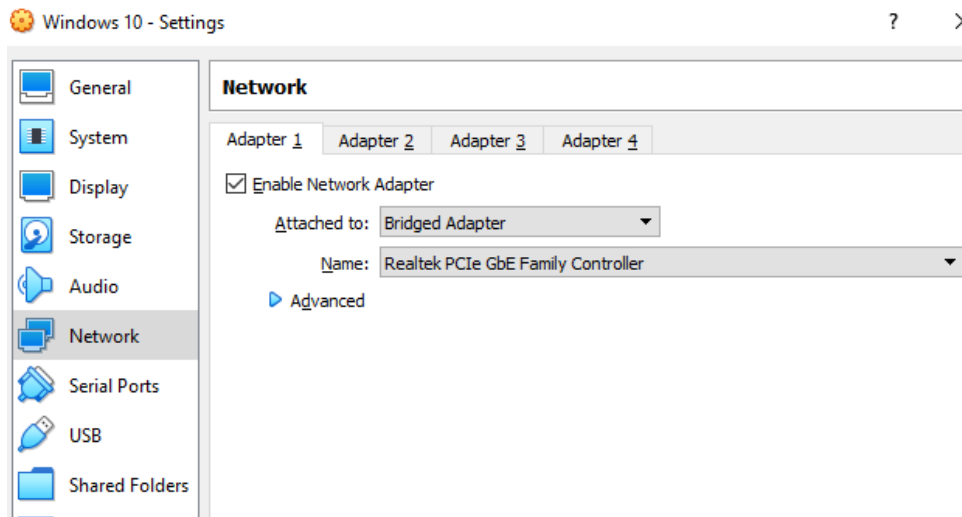 Windows 10 - Settings ?
General
System
Display
Storage
Audio
Network
Serial Ports
USB
Shared Folders
Network
Adapter 1 Adapter 2 Adapter 3 Adapter 4
Enable Network Adapter
Attached to: Bridged Adapter
Name: Realtek PCIe GbE Family Controller
Advanced